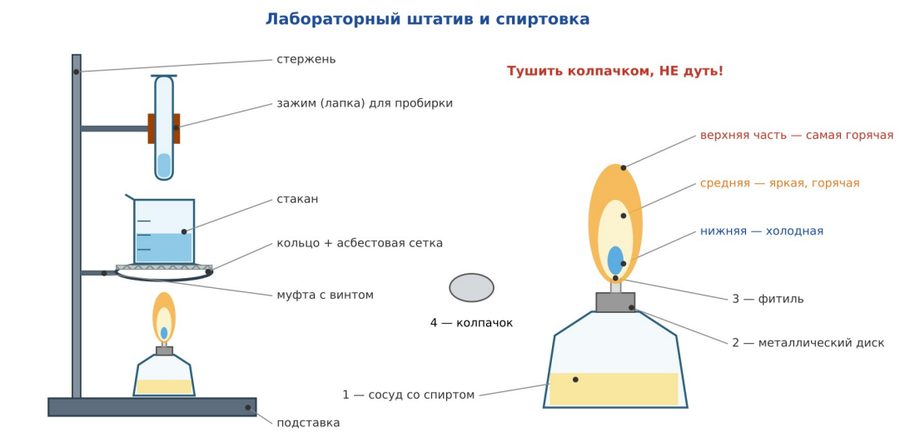 Лабораторный штатив и спиртовка
стержень
Тушить колпачком, НЕ дуть!
зажим (лапка) для пробирки
верхняя часть — самая горячая
средняя — яркая, горячая
стакан
нижняя — холодная
кольцо + асбестовая сетка
муфта с винтом
3 — фитиль
4 — колпачок
2 — металлический диск
1 — сосуд со спиртом
подставка